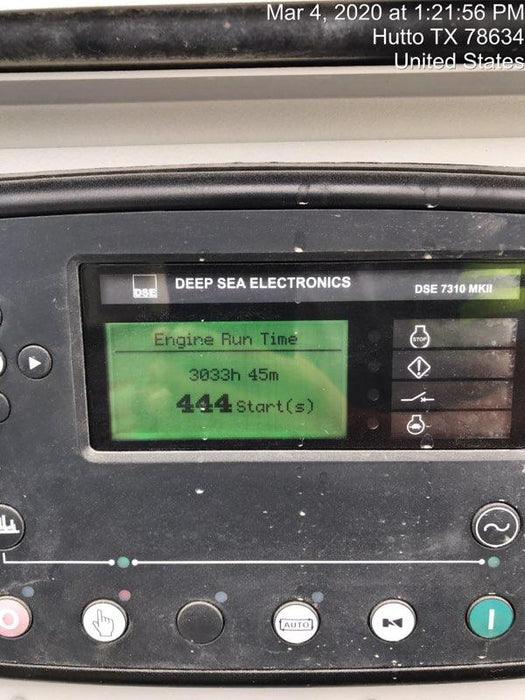 Mar 4, 2020 at 1:21:56 PM
Hutto TX 78634
United States
DSE
DEEP SEA ELECTRONICS
DSE 7310 MKII
Engine Run Time
3033h 45m
444 Start(s)
STOP
AUTO